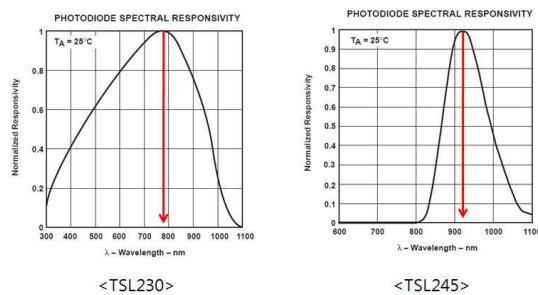 PHOTODIODE SPECTRAL RESPONSIVITY
1
TA = 25°C
0.8
0.6
0.4
0.2
0
Normalized Responsivity
300 400 500 600 700 800 900 1000 1100
λ – Wavelength – nm
<TSL230>
PHOTODIODE SPECTRAL RESPONSIVITY
1
TA = 25°C
0.9
0.8
0.7
0.6
0.5
0.4
0.3
0.2
0.1
0
Normalized Responsivity
600 700 800 900 1000 1100
λ – Wavelength – nm
<TSL245>